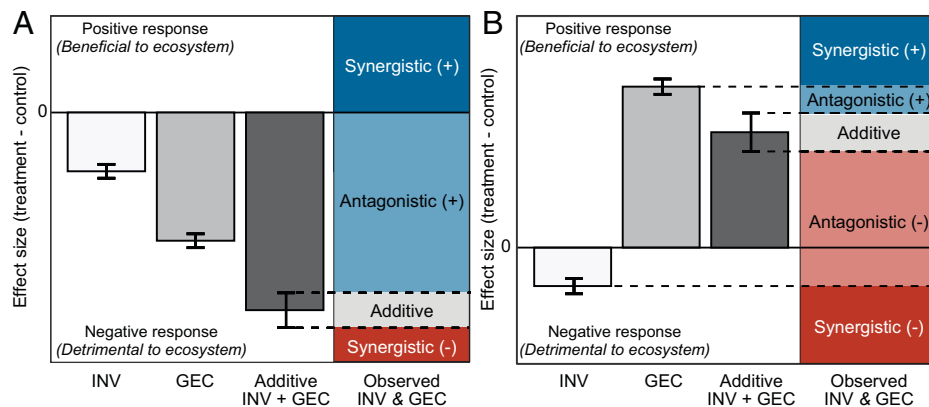 A
Positive response
(Beneficial to ecosystem)
Synergistic (+)
0
Effect size (treatment - control)
Antagonistic (+)
Additive
Negative response
(Detrimental to ecosystem)
Synergistic (-)
INV
GEC
Additive
INV + GEC
Observed
INV & GEC
B
Positive response
(Beneficial to ecosystem)
Synergistic (+)
Antagonistic (+)
Additive
Effect size (treatment - control)
Antagonistic (-)
0
Synergistic (-)
Negative response
(Detrimental to ecosystem)
INV
GEC
Additive
INV + GEC
Observed
INV & GEC